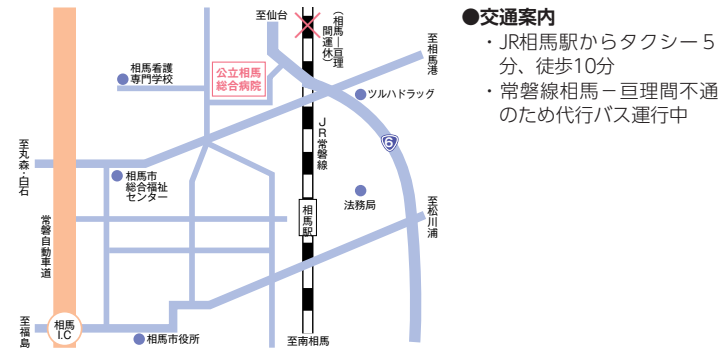 至仙台
（相馬―亘理
間運休）
至相馬港
相馬看護
専門学校
公立相馬
総合病院
ツルハドラッグ
JR常磐線
6
至丸森・白石
相馬市
総合福祉
センター
法務局
至松川浦
相馬駅
常磐自動車道
至福島
相馬
I.C
相馬市役所
至南相馬
●交通案内
・JR相馬駅からタクシー５
分、徒歩10分
・常磐線相馬－亘理間不通
のため代行バス運行中